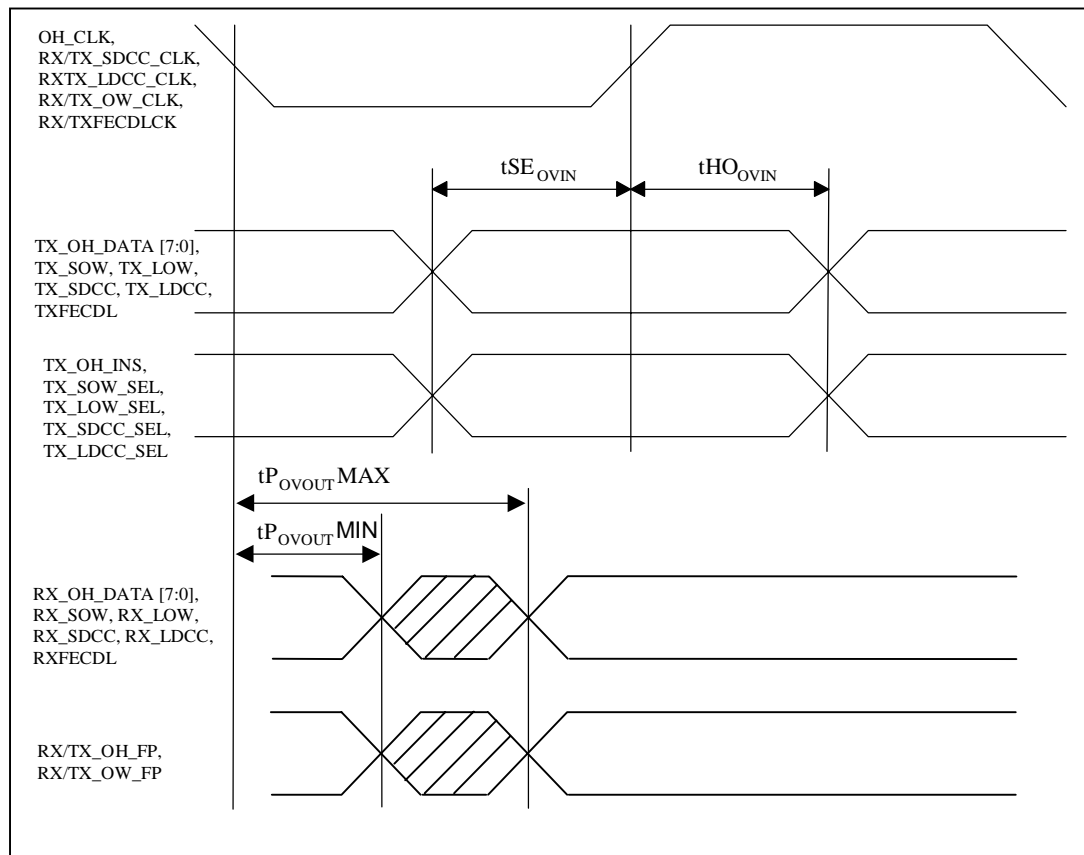 OH_CLK,
RX/TX_SDCC_CLK,
RXTX_LDCC_CLK,
RX/TX_OW_CLK,
RX/TXFECDLCK
tSE_OVIN
tHO_OVIN
TX_OH_DATA [7:0],
TX_SOW, TX_LOW,
TX_SDCC, TX_LDCC,
TXFECDL
TX_OH_INS,
TX_SOW_SEL,
TX_LOW_SEL,
TX_SDCC_SEL,
TX_LDCC_SEL
tP_OVOUT MAX
tP_OVOUT MIN
RX_OH_DATA [7:0],
RX_SOW, RX_LOW,
RX_SDCC, RX_LDCC,
RXFECDL
RX/TX_OH_FP,
RX/TX_OW_FP